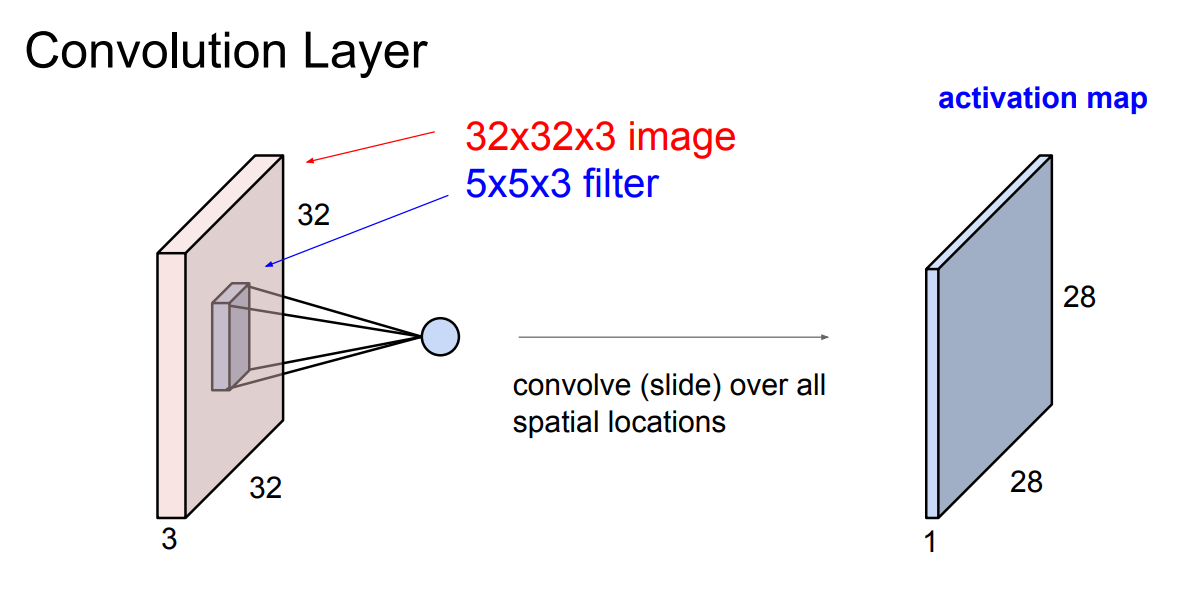 Convolution Layer
activation map
32x32x3 image
5x5x3 filter
32
28
convolve (slide) over all
spatial locations
32
28
3
1